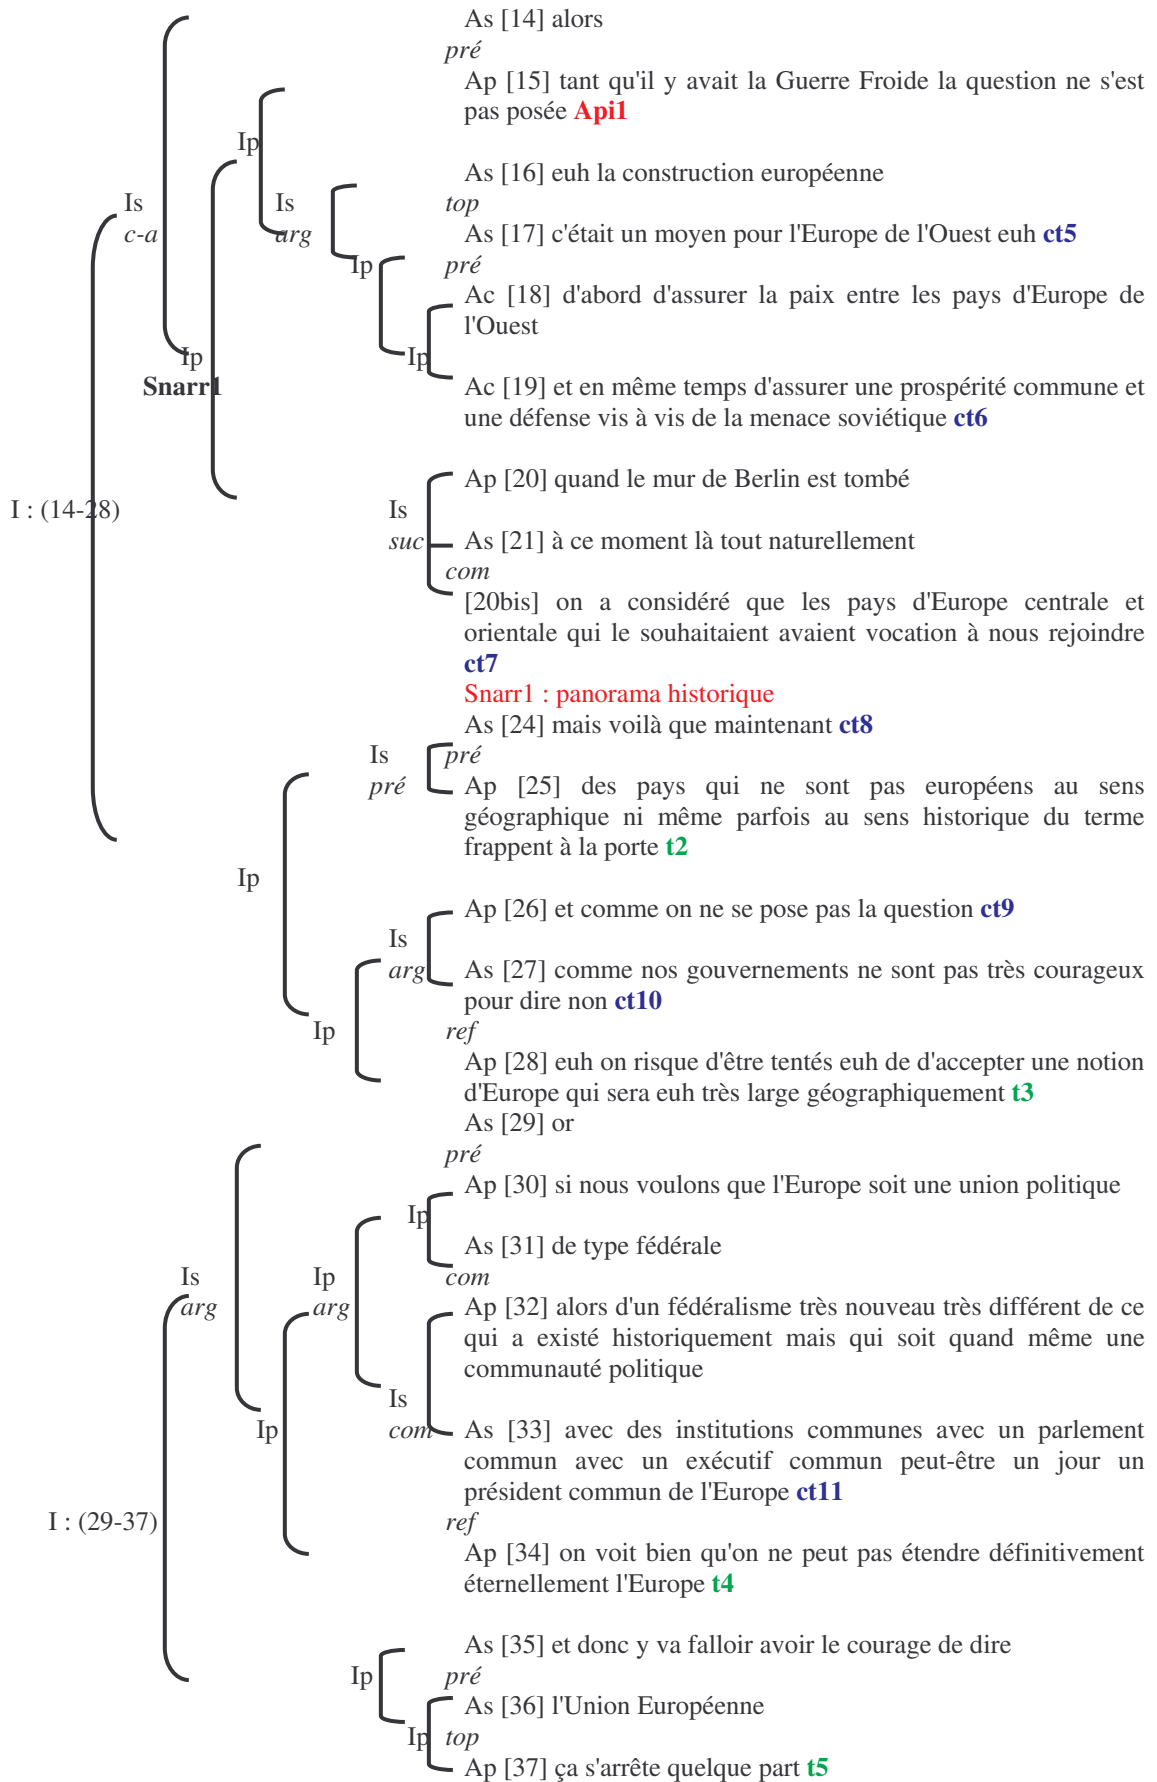 As [14] alors
pré
Ap [15] tant qu'il y avait la Guerre Froide la question ne s'est
pas posée Api1
Ip
As [16] euh la construction européenne
Is Is top
c-a arg As [17] c'était un moyen pour l'Europe de l'Ouest euh ct5
Ip pré
Ac [18] d'abord d'assurer la paix entre les pays d'Europe de
l'Ouest
Ip Ip
Snarr1 Ac [19] et en même temps d'assurer une prospérité commune et
une défense vis à vis de la menace soviétique ct6
Ap [20] quand le mur de Berlin est tombé
I : (14-28) Is
suc As [21] à ce moment là tout naturellement
com
[20bis] on a considéré que les pays d'Europe centrale et
orientale qui le souhaitaient avaient vocation à nous rejoindre
ct7
Snarr1 : panorama historique
As [24] mais voilà que maintenant ct8
Is pré
pré Ap [25] des pays qui ne sont pas européens au sens
géographique ni même parfois au sens historique du terme
frappent à la porte t2
Ip
Ap [26] et comme on ne se pose pas la question ct9
Is
arg As [27] comme nos gouvernements ne sont pas très courageux
pour dire non ct10
Ip ref
Ap [28] euh on risque d'être tentés euh de d'accepter une notion
d'Europe qui sera euh très large géographiquement t3
As [29] or
pré
Ap [30] si nous voulons que l'Europe soit une union politique
Ip
As [31] de type fédérale
Is Ip com
arg arg Ap [32] alors d'un fédéralisme très nouveau très différent de ce
qui a existé historiquement mais qui soit quand même une
communauté politique
Is
Ip com As [33] avec des institutions communes avec un parlement
commun avec un exécutif commun peut-être un jour un
président commun de l'Europe ct11
I : (29-37) ref
Ap [34] on voit bien qu'on ne peut pas étendre définitivement
éternellement l'Europe t4
As [35] et donc y va falloir avoir le courage de dire
Ip pré
As [36] l'Union Européenne
Ip top
Ap [37] ça s'arrête quelque part t5